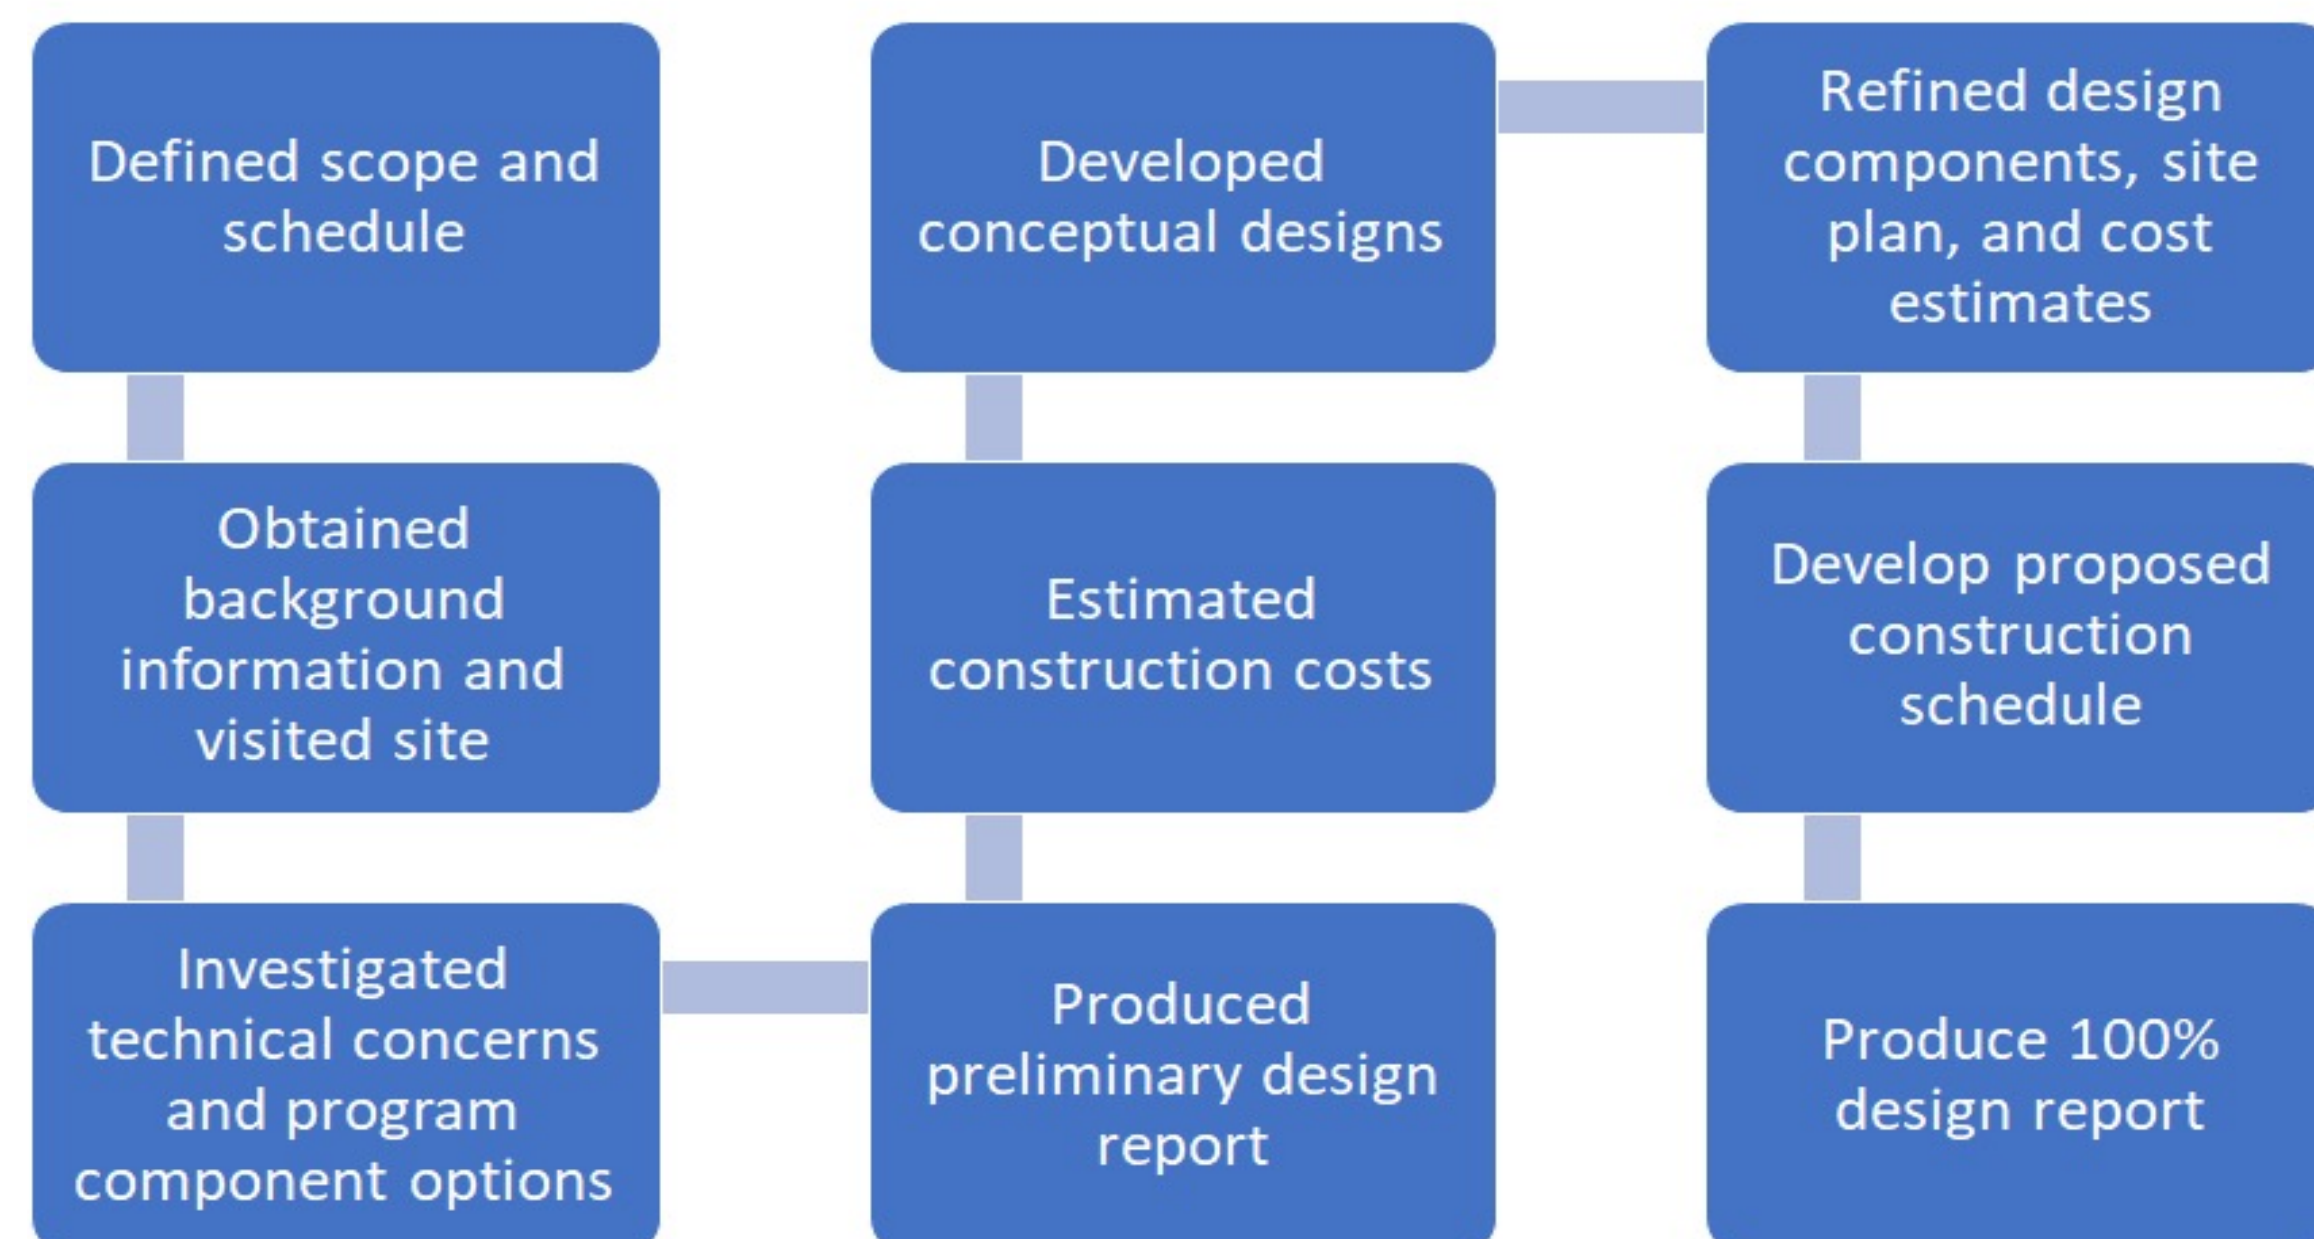 Defined scope and
schedule
Obtained
background
information and
visited site
Investigated
technical concerns
and program
component options
Produced
preliminary design
report
Estimated
construction costs
Developed
conceptual designs
Refined design
components, site
plan, and cost
estimates
Develop proposed
construction
schedule
Produce 100%
design report